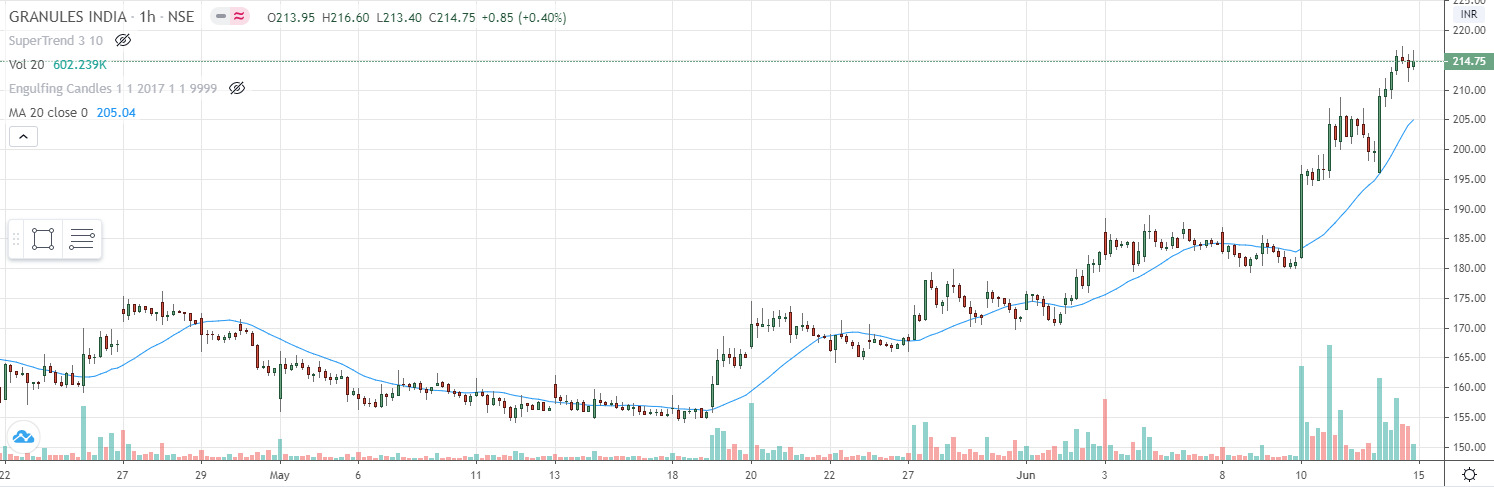 GRANULES INDIA · 1h · NSE O213.95 H216.60 L213.40 C214.75 +0.85 (+0.40%)
SuperTrend 3 10
Vol 20 602.239K
Engulfing Candles 1 1 2017 1 1 9999
MA 20 close 0 205.04
225.00
INR
220.00
214.75
210.00
205.00
200.00
195.00
190.00
185.00
180.00
175.00
170.00
165.00
160.00
155.00
150.00
22 27 29 May 6 11 13 18 20 22 27 Jun 3 8 10 15